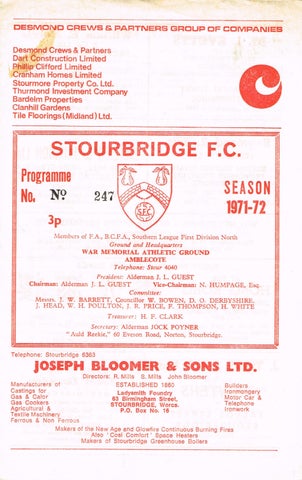 DESMOND CREWS & PARTNERS GROUP OF COMPANIES
Desmond Crews & Partners
Dart Construction Limited
Phillip Clifford Limited
Cranham Homes Limited
Stourmore Property Co. Ltd.
Thurmond Investment Company
Bardelm Properties
Clanhill Gardens
Tile Floorings (Midland) Ltd.
STOURBRIDGE F.C.
Programme
No. Nº 247
3p
SEC
SEASON
1971-72
Members of F.A., B.C.F.A., Southern League First Division North
Ground and Headquarters
WAR MEMORIAL ATHLETIC GROUND
AMBLECOTE
Telephone: Stour 4040
President: Alderman J. L. GUEST
Chairman: Alderman J. L. GUEST Vice-Chairman: N. HUMPAGE, Esq.
Committee:
Messrs. J. W. BARRETT, Councillor W. BOWEN, D. O. DERBYSHIRE,
J. HEAD, W. H. POULTON, J. R. PRICE, F. THOMPSON, H. WHITE
Treasurer: H. F. CLARK
Secretary: Alderman JOCK POYNER
"Auld Reekie", 60 Eveson Road, Norton, Stourbridge.
Telephone: Stourbridge 6363
JOSEPH BLOOMER & SONS LTD.
Directors: R. Mills S. Mills John Bloomer
Manufacturers of
Castings for
Gas & Calor
Gas Cookers
Agricultural &
Textile Machinery
Ferrous & Non Ferrous
ESTABLISHED 1860
Ladysmith Foundry
63 Birmingham Street,
STOURBRIDGE, Worcs.
P.O. Box No. 16
Builders
Ironmongery
Motor Car &
Telephone
Ironwork
Makers of the New Age and Glowfire Continuous Burning Fires
Also "Cosi Comfort" Space Heaters
Makers of Stourbridge Greenhouse Boilers